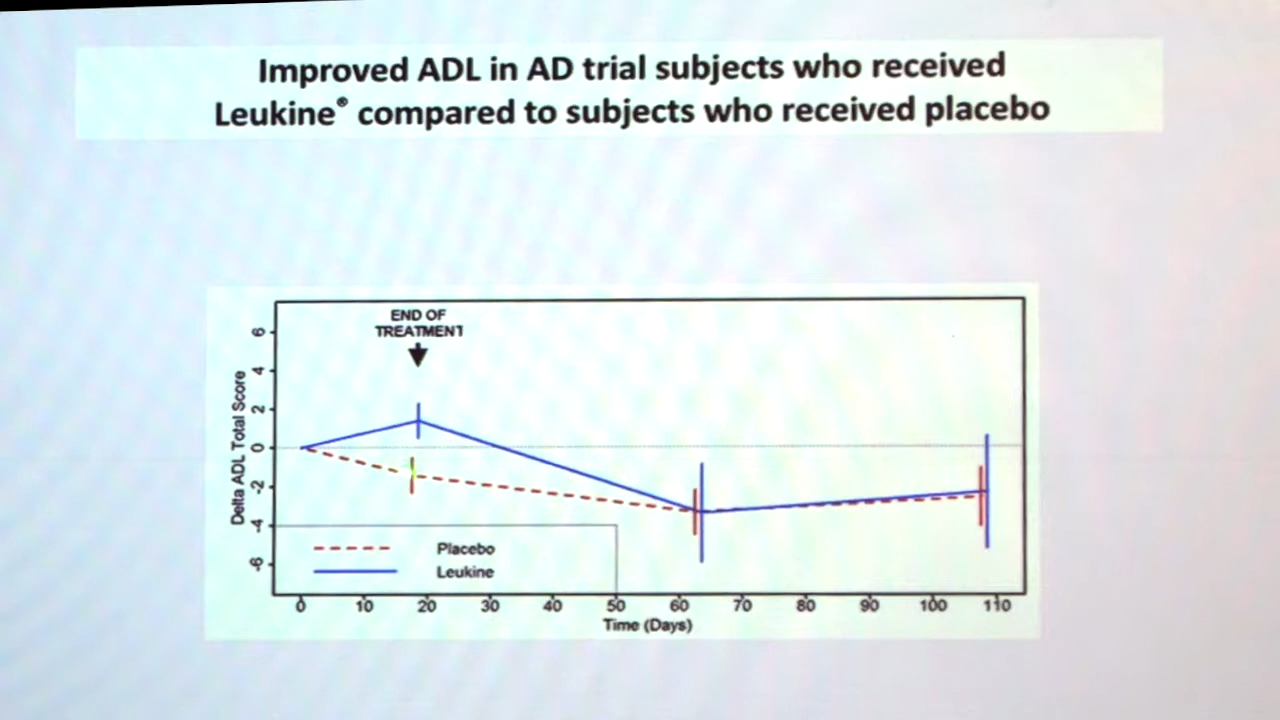 Improved ADL in AD trial subjects who received
Leukine® compared to subjects who received placebo
END OF
TREATMENT
Delta ADL Total Score
6
4
2
0
-2
-4
-6
Placebo
Leukine
0 10 20 30 40 50 60 70 80 90 100 110
Time (Days)